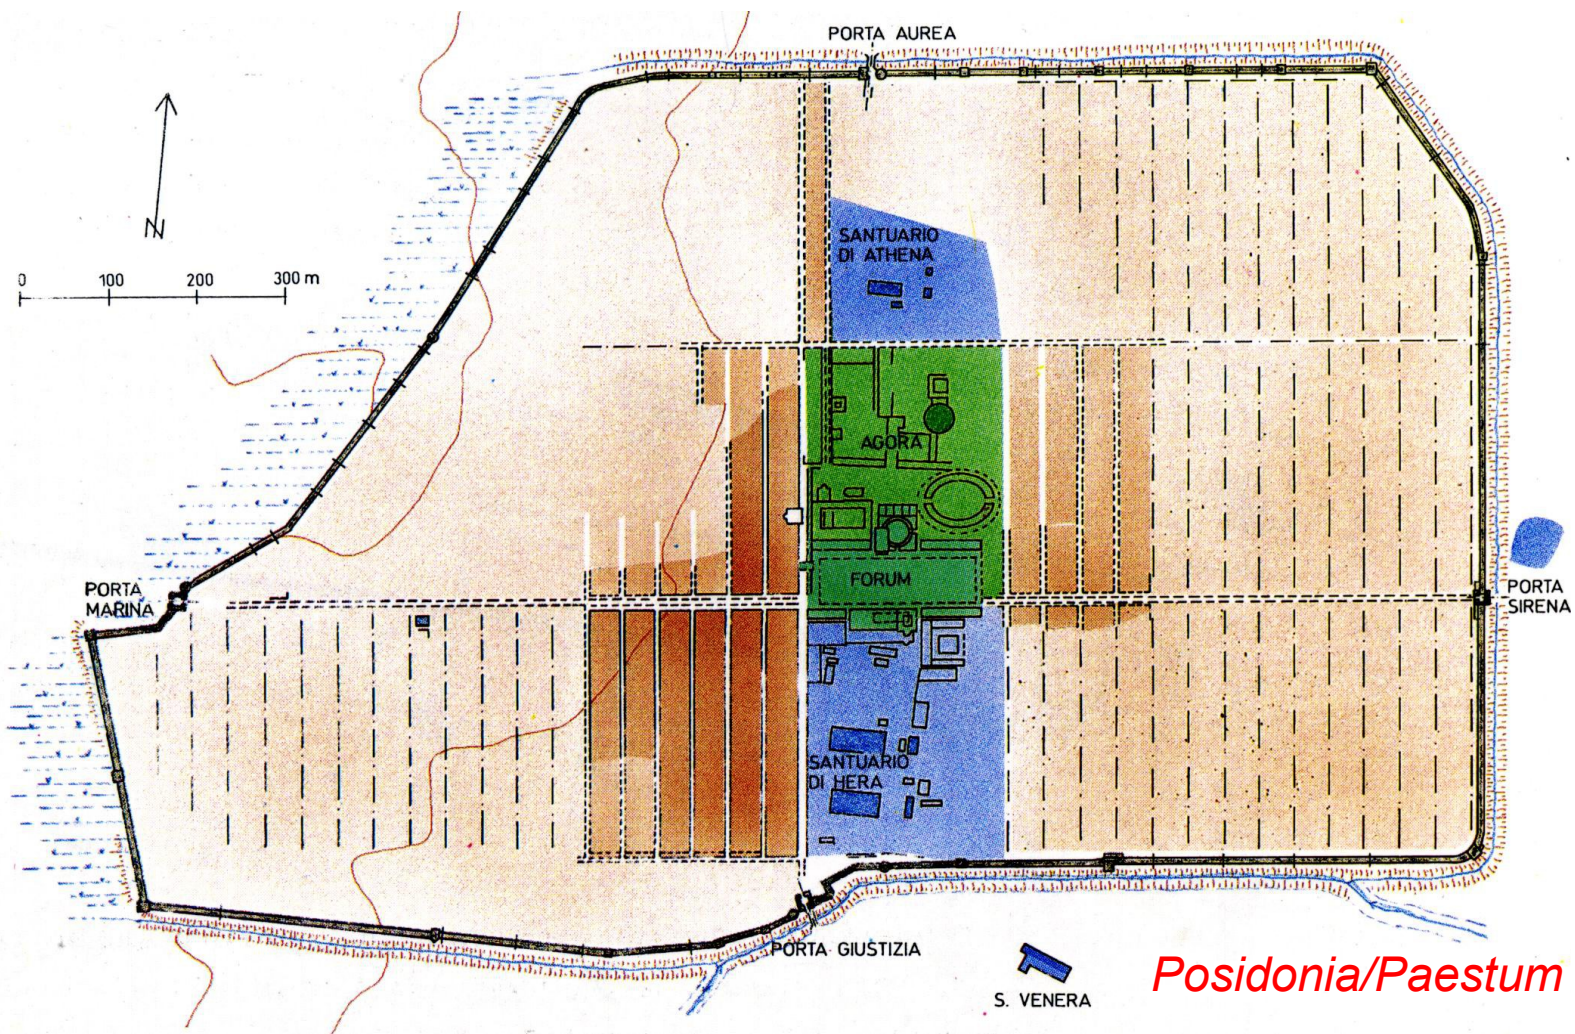 PORTA AUREA
N
0 100 200 300 m
SANTUARIO
DI ATHENA
AGORÀ
FORUM
PORTA
MARINA
PORTA
SIRENA
SANTUARIO
DI HERA
PORTA GIUSTIZIA
S. VENERA
Posidonia/Paestum